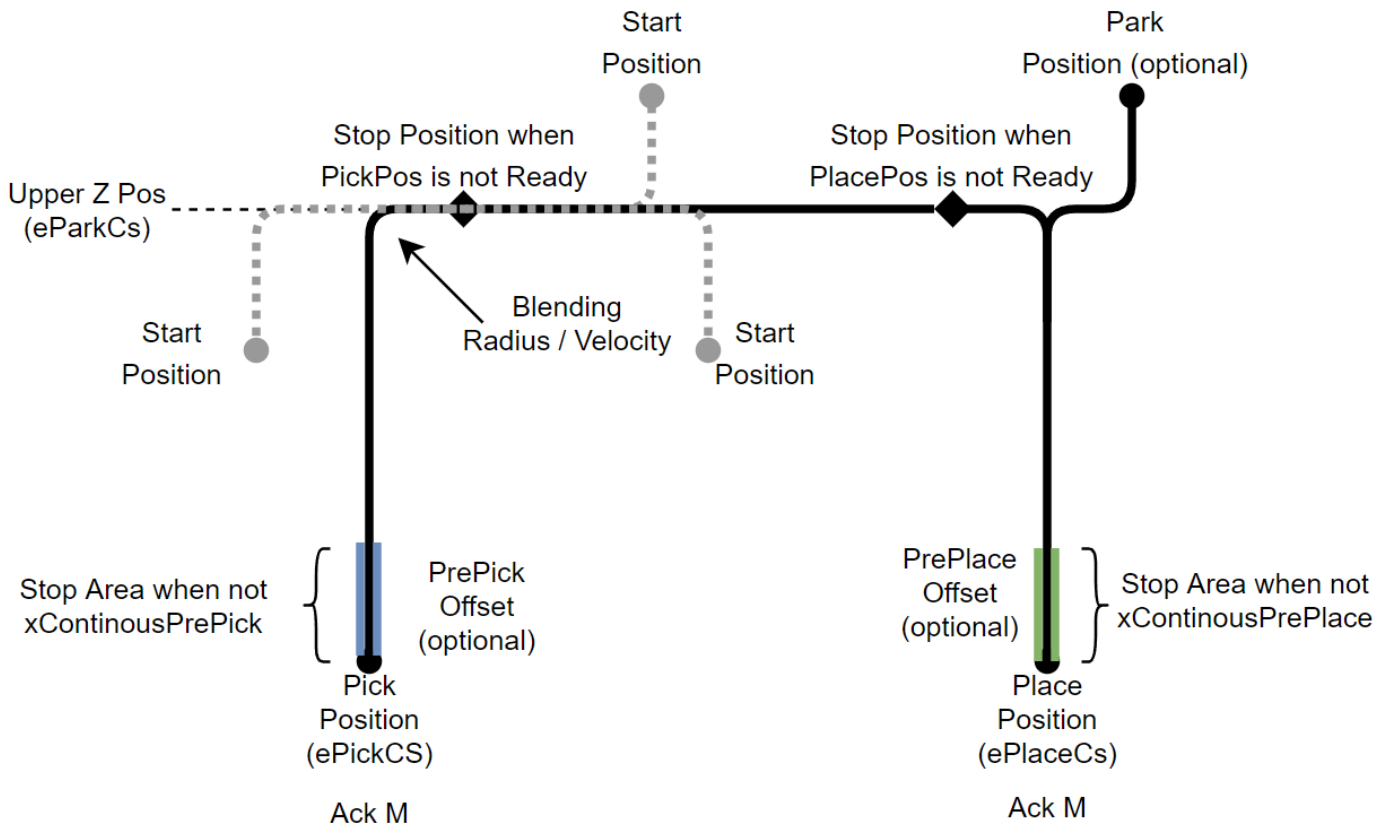 Start
Position
Park
Position (optional)
Stop Position when
PickPos is not Ready
Stop Position when
PlacePos is not Ready
Upper Z Pos
(eParkCs)
Blending
Radius / Velocity
Start
Position
Start
Position
Stop Area when not
xContinousPrePick
PrePick
Offset
(optional)
PrePlace
Offset
(optional)
Stop Area when not
xContinousPrePlace
Pick
Position
(ePickCS)
Place
Position
(ePlaceCs)
Ack M
Ack M